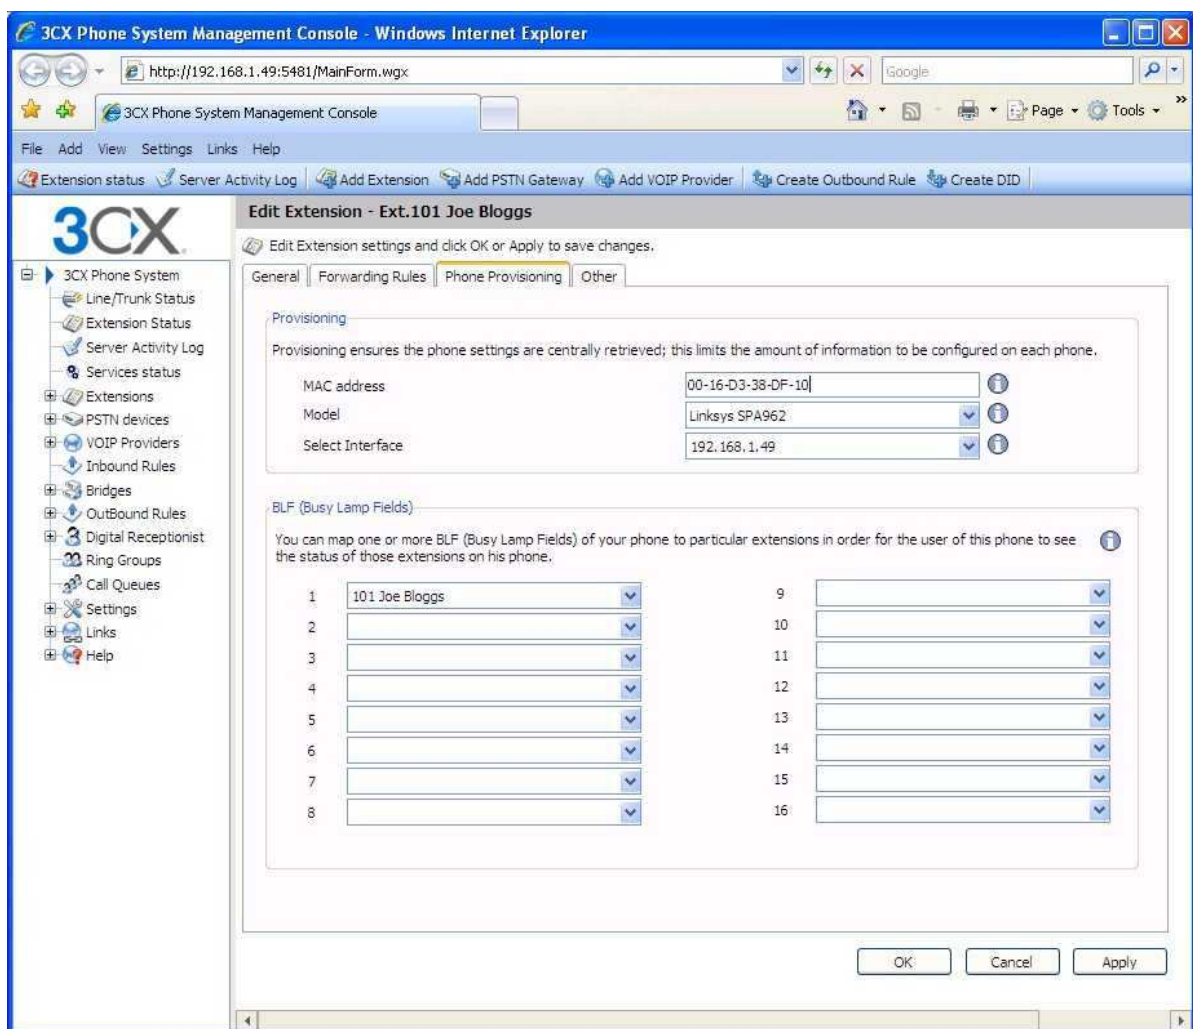 3CX Phone System Management Console - Windows Internet Explorer
http://192.168.1.49:5481/MainForm.wgx
Google
3CX Phone System Management Console
Page
Tools
»
File Add View Settings Links Help
Extension status Server Activity Log Add Extension Add PSTN Gateway Add VOIP Provider Create Outbound Rule Create DID
3CX
3CX Phone System
Line/Trunk Status
Extension Status
Server Activity Log
Services status
Extensions
PSTN devices
VOIP Providers
Inbound Rules
Bridges
OutBound Rules
Digital Receptionist
Ring Groups
Call Queues
Settings
Links
Help
Edit Extension - Ext.101 Joe Bloggs
Edit Extension settings and click OK or Apply to save changes.
General Forwarding Rules Phone Provisioning Other
Provisioning
Provisioning ensures the phone settings are centrally retrieved; this limits the amount of information to be configured on each phone.
MAC address 00-16-D3-38-DF-10
Model Linksys SPA962
Select Interface 192.168.1.49
BLF (Busy Lamp Fields)
You can map one or more BLF (Busy Lamp Fields) of your phone to particular extensions in order for the user of this phone to see
the status of those extensions on his phone.
1 101 Joe Bloggs 9
2 10
3 11
4 12
5 13
6 14
7 15
8 16
OK Cancel Apply